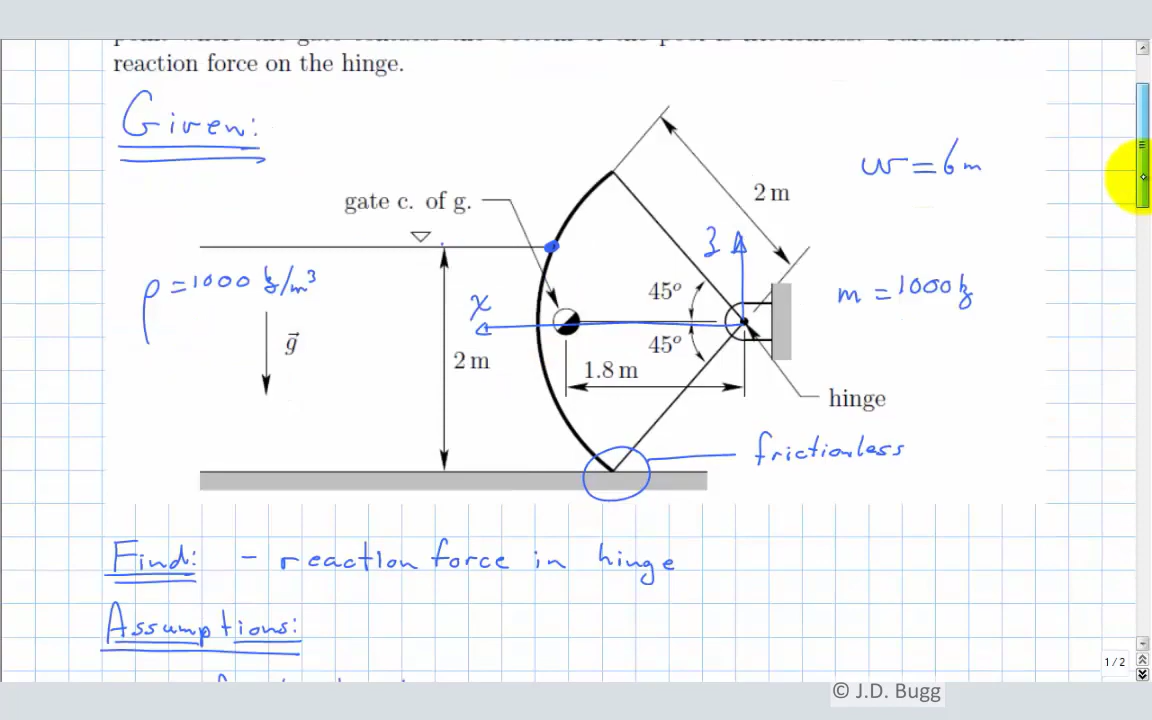 reaction force on the hinge.
Given:
w = 6 m
2 m
gate c. of g.
ρ = 1000 kg/m³
z
45°
x
m = 1000 kg
g⃗
45°
2 m
1.8 m
hinge
frictionless
Find: - reaction force in hinge
Assumptions:
1/2
© J.D. Bugg